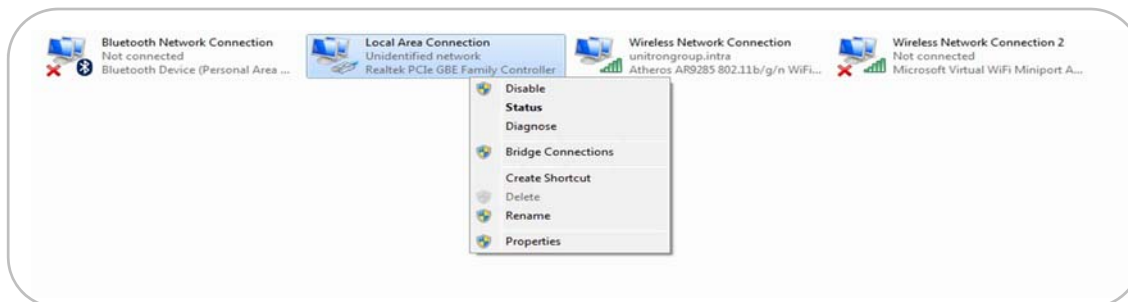 Bluetooth Network Connection
Not connected
Bluetooth Device (Personal Area ...
Local Area Connection
Unidentified network
Realtek PCIe GBE Family Controller
Wireless Network Connection
unitrongroup.intra
Atheros AR9285 802.11b/g/n WiFi...
Wireless Network Connection 2
Not connected
Microsoft Virtual WiFi Miniport A...
Disable
Status
Diagnose
Bridge Connections
Create Shortcut
Delete
Rename
Properties